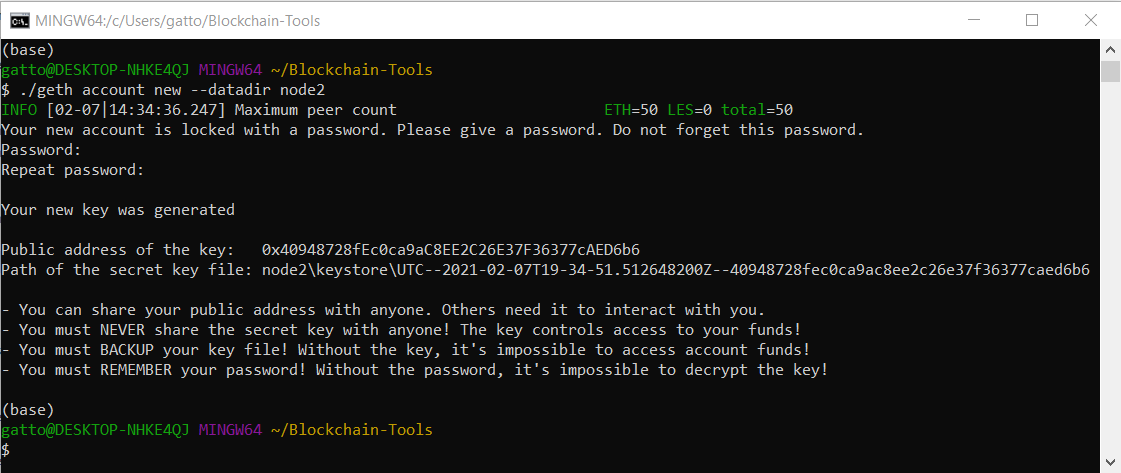 MINGW64:/c/Users/gatto/Blockchain-Tools
(base)
gatto@DESKTOP-NHKE4QJ MINGW64 ~/Blockchain-Tools
$ ./geth account new --datadir node2
INFO [02-07|14:34:36.247] Maximum peer count ETH=50 LES=0 total=50
Your new account is locked with a password. Please give a password. Do not forget this password.
Password:
Repeat password:
Your new key was generated
Public address of the key: 0x40948728fEc0ca9aC8EE2C26E37F36377cAED6b6
Path of the secret key file: node2\keystore\UTC--2021-02-07T19-34-51.512648200Z--40948728fec0ca9ac8ee2c26e37f36377caed6b6
- You can share your public address with anyone. Others need it to interact with you.
- You must NEVER share the secret key with anyone! The key controls access to your funds!
- You must BACKUP your key file! Without the key, it's impossible to access account funds!
- You must REMEMBER your password! Without the password, it's impossible to decrypt the key!
(base)
gatto@DESKTOP-NHKE4QJ MINGW64 ~/Blockchain-Tools
$